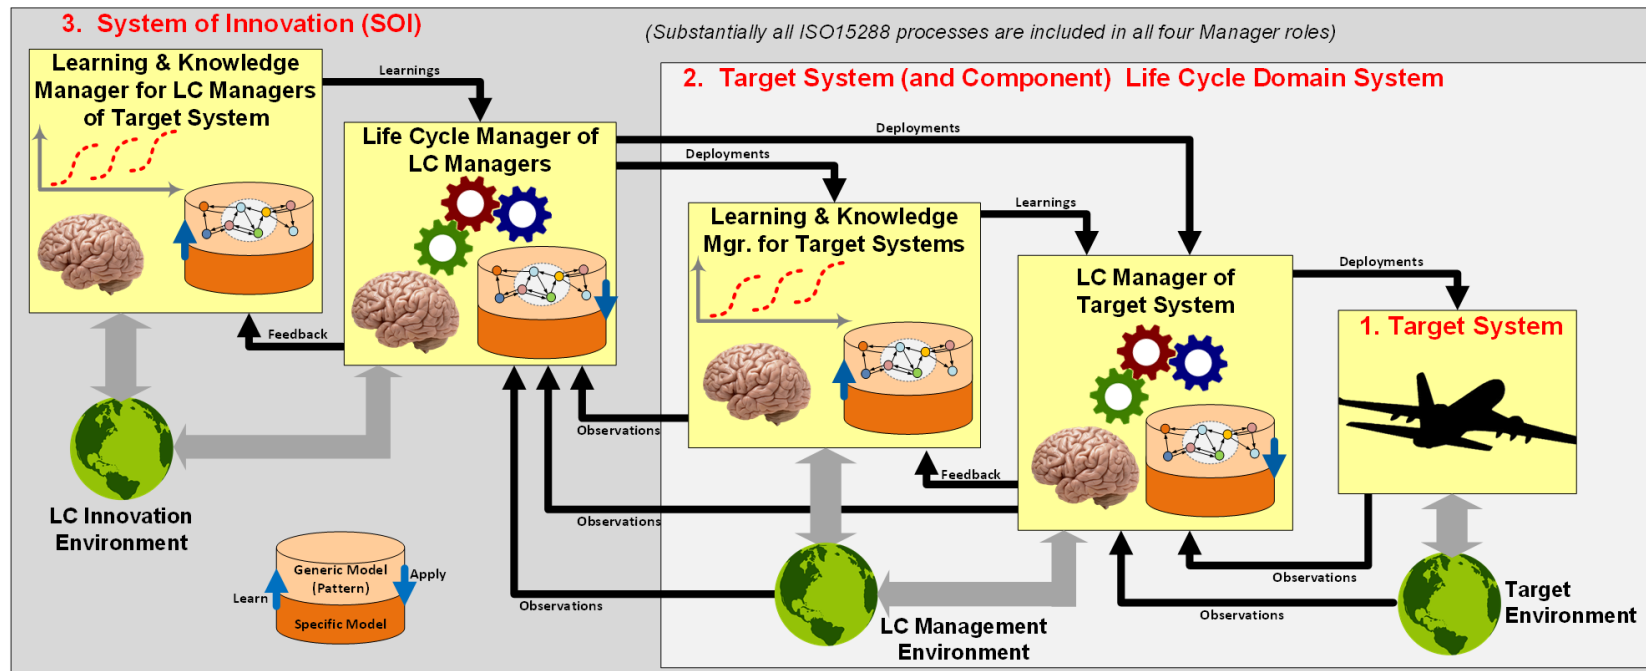 3. System of Innovation (SOI)
(Substantially all ISO15288 processes are included in all four Manager roles)
Learning & Knowledge
Manager for LC Managers
of Target System
Learnings
2. Target System (and Component) Life Cycle Domain System
Life Cycle Manager of
LC Managers
Deployments
Deployments
Learning & Knowledge
Mgr. for Target Systems
Learnings
LC Manager of
Target System
Deployments
1. Target System
Feedback
Observations
Feedback
Observations
LC Innovation
Environment
Observations
Observations
Observations
Target
Environment
LC Management
Environment
Generic Model
(Pattern)
Apply
Learn
Specific Model